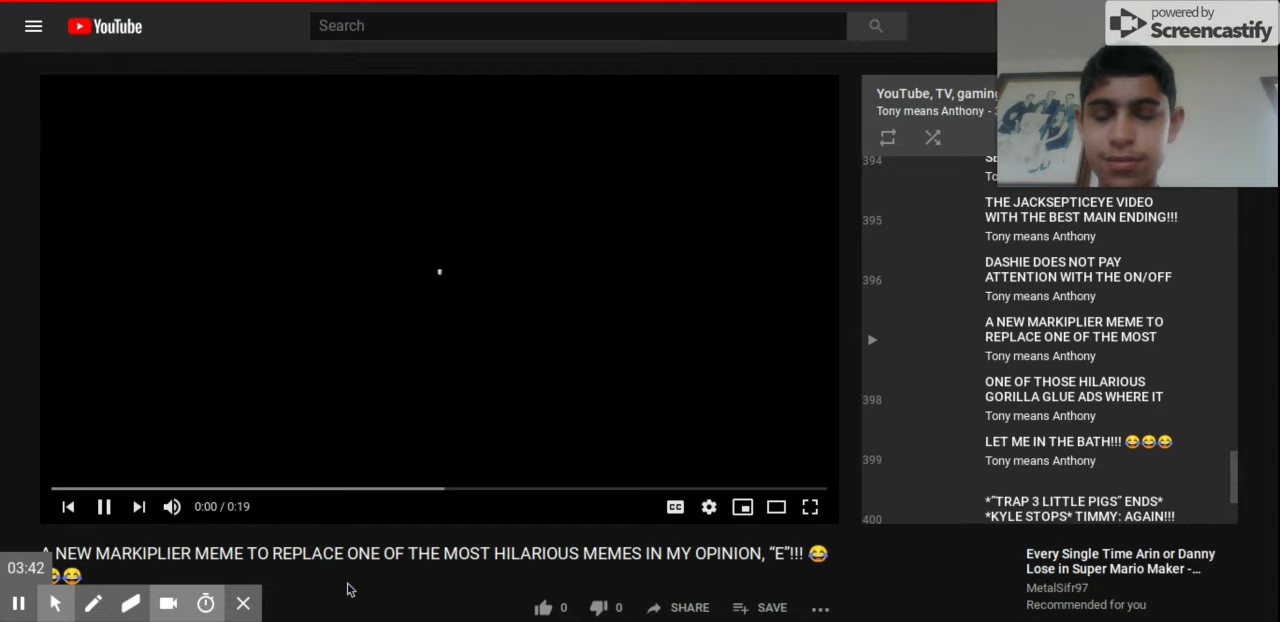 YouTube
Search
powered by
Screencastify
YouTube, TV, gaming
Tony means Anthony -
394
395
THE JACKSEPTICEYE VIDEO
WITH THE BEST MAIN ENDING!!!
Tony means Anthony
396
DASHIE DOES NOT PAY
ATTENTION WITH THE ON/OFF
Tony means Anthony
A NEW MARKIPLIER MEME TO
REPLACE ONE OF THE MOST
Tony means Anthony
398
ONE OF THOSE HILARIOUS
GORILLA GLUE ADS WHERE IT
Tony means Anthony
399
LET ME IN THE BATH!!! 😂😂😂
Tony means Anthony
400
*"TRAP 3 LITTLE PIGS" ENDS*
*KYLE STOPS* TIMMY: AGAIN!!!
0:00 / 0:19
CC
A NEW MARKIPLIER MEME TO REPLACE ONE OF THE MOST HILARIOUS MEMES IN MY OPINION, “E”!!! 😂
😂😂
03:42
0
0
SHARE
SAVE
Every Single Time Arin or Danny
Lose in Super Mario Maker -...
MetalSifr97
Recommended for you